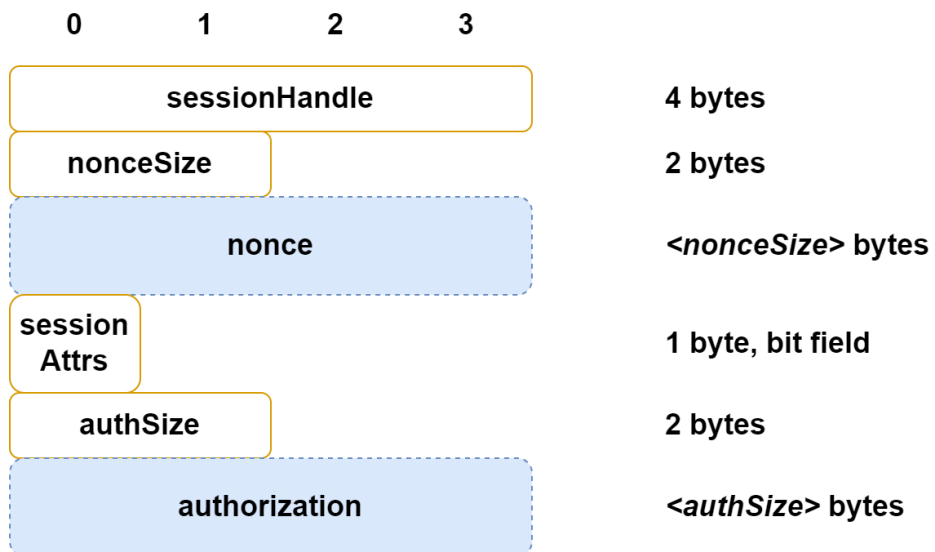 0 1 2 3
sessionHandle 4 bytes
nonceSize 2 bytes
nonce <nonceSize> bytes
session
Attrs 1 byte, bit field
authSize 2 bytes
authorization <authSize> bytes